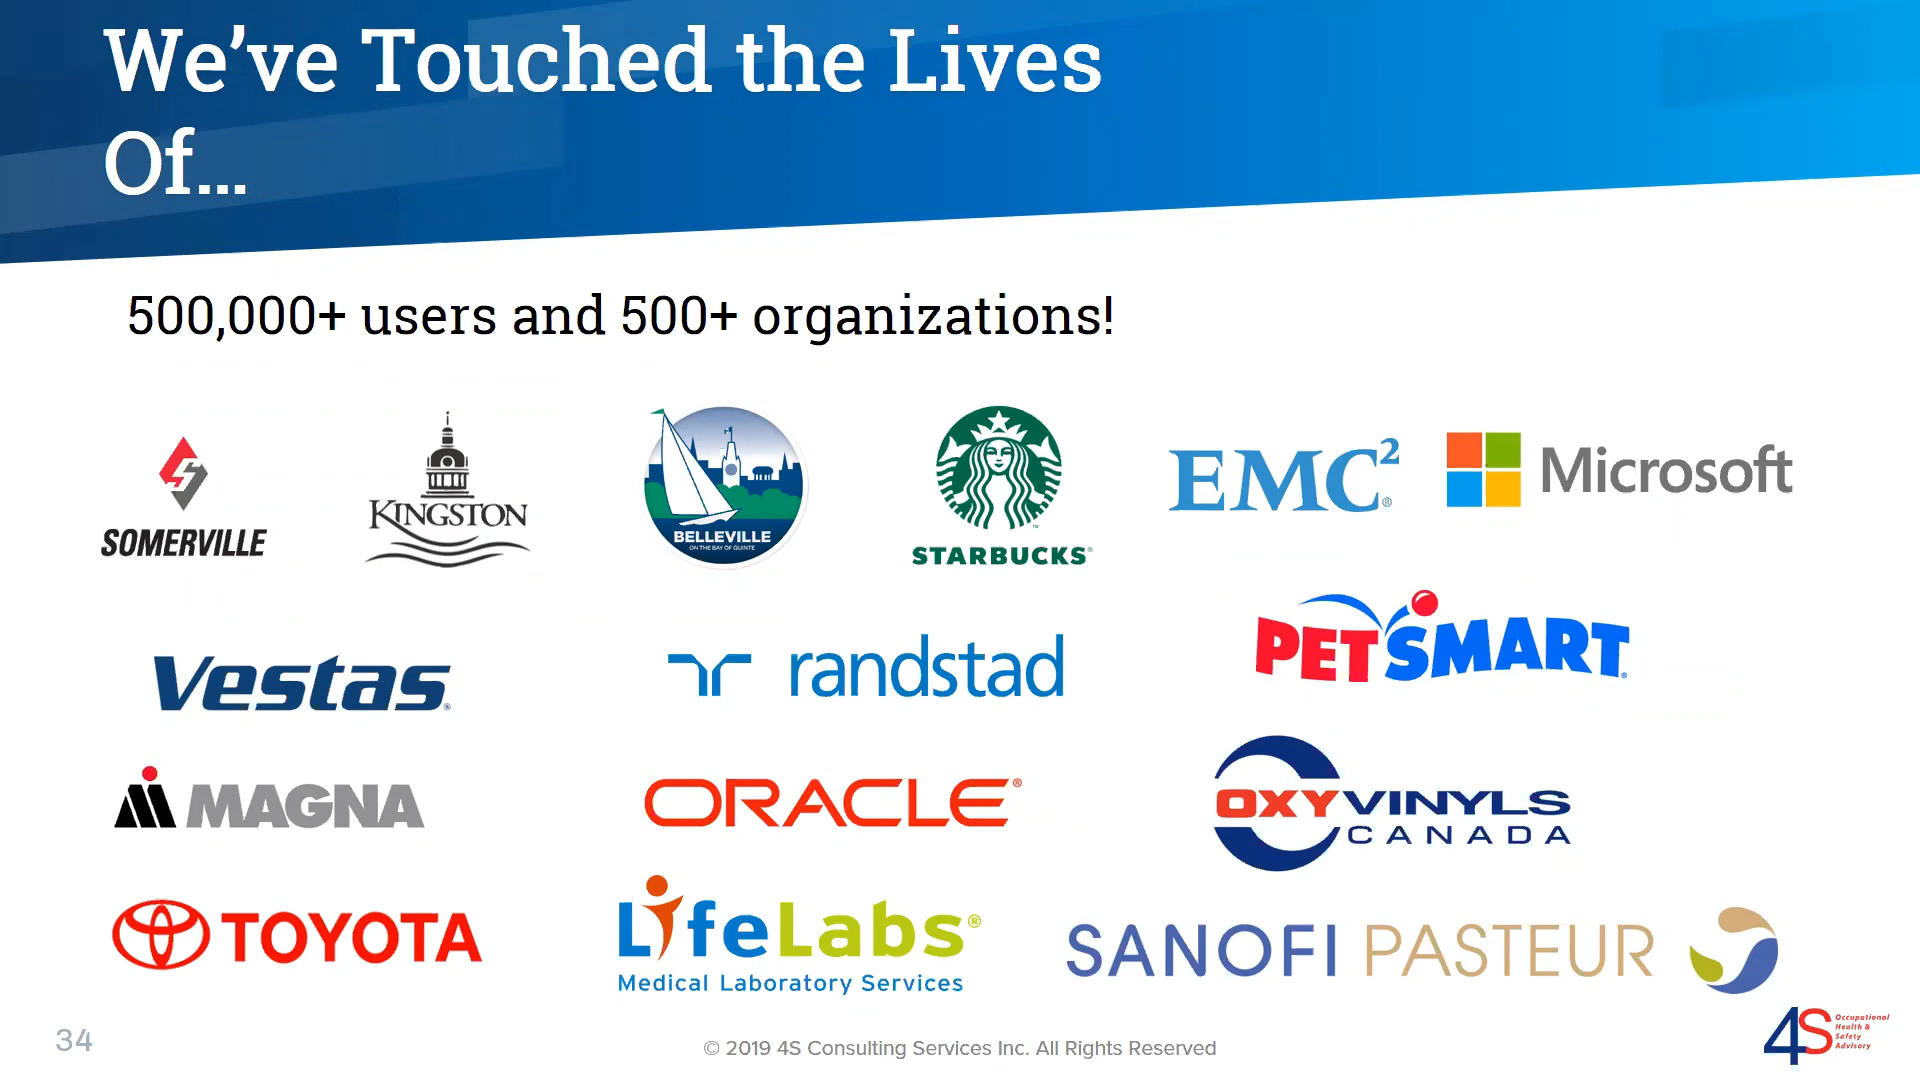 We've Touched the Lives
Of...
500,000+ users and 500+ organizations!
SOMERVILLE
KINGSTON
BELLEVILLE
ON THE BAY OF QUINTE
STARBUCKS
EMC²®
Microsoft
Vestas®
randstad
PETSMART®
MAGNA
ORACLE®
OXYVINYLS
CANADA
TOYOTA
LifeLabs®
Medical Laboratory Services
SANOFI PASTEUR
34
© 2019 4S Consulting Services Inc. All Rights Reserved
4S
Occupational
Health &
Safety
Advisory